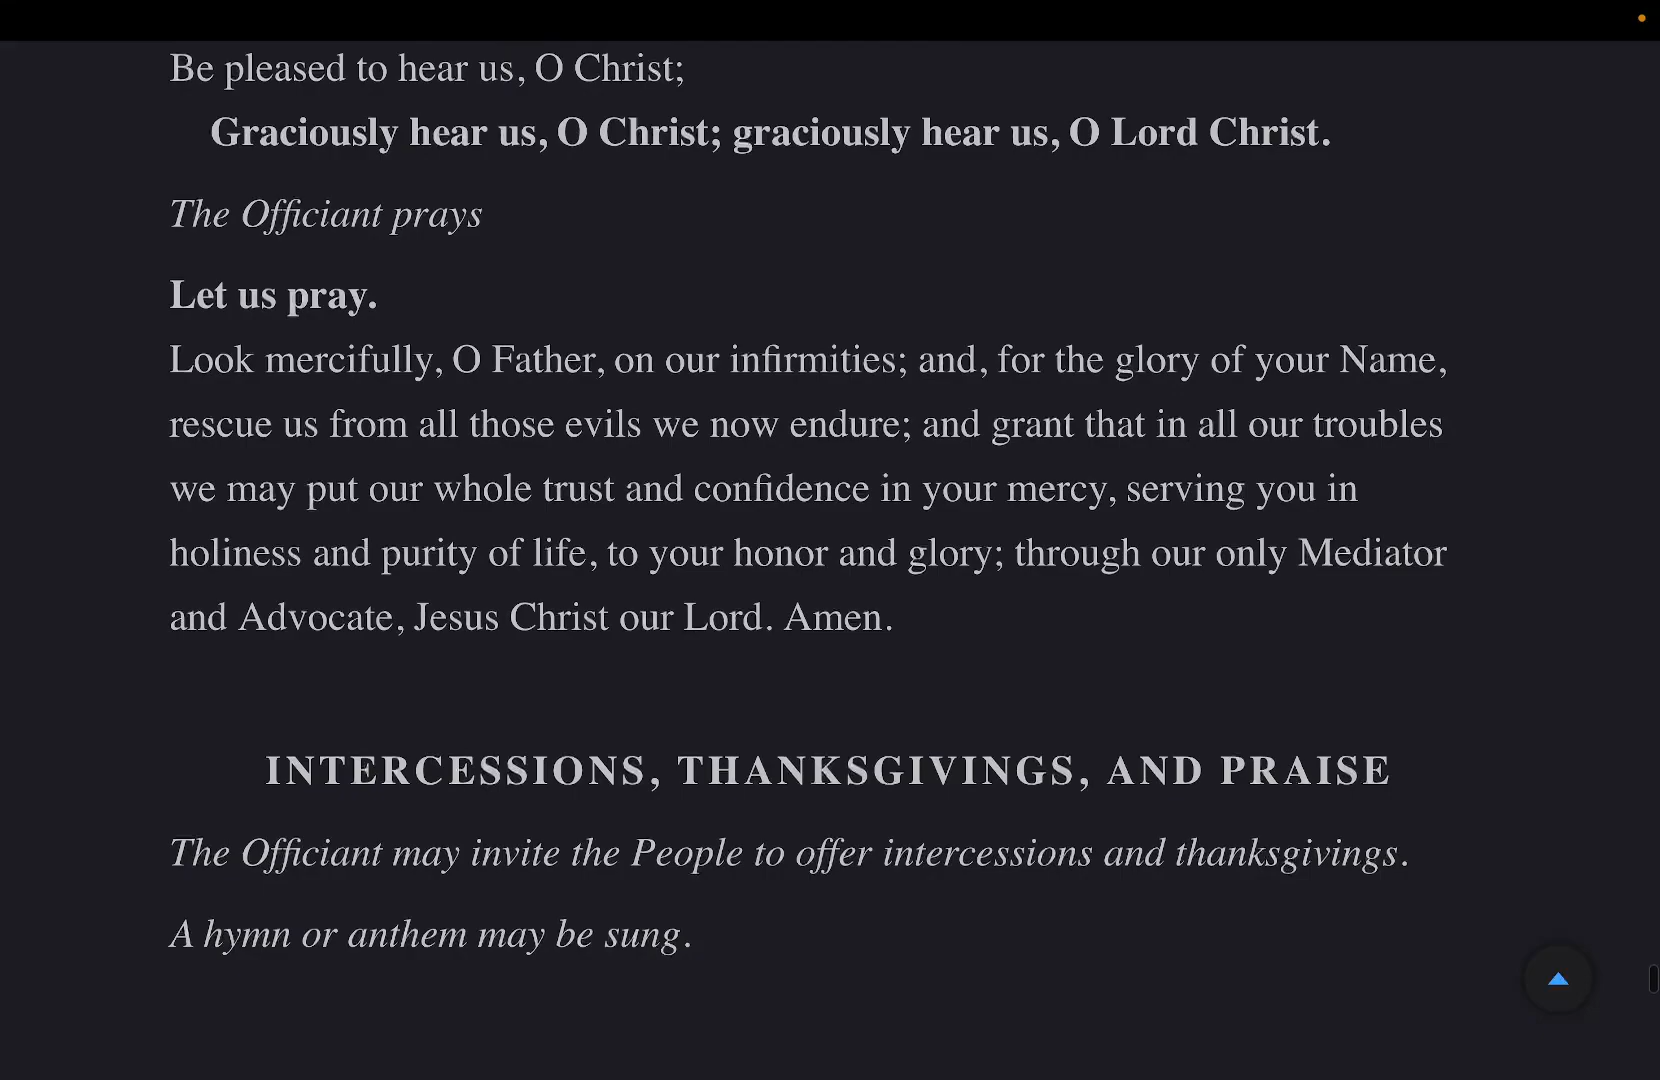 Be pleased to hear us, O Christ;
Graciously hear us, O Christ; graciously hear us, O Lord Christ.
The Officiant prays
Let us pray.
Look mercifully, O Father, on our infirmities; and, for the glory of your Name,
rescue us from all those evils we now endure; and grant that in all our troubles
we may put our whole trust and confidence in your mercy, serving you in
holiness and purity of life, to your honor and glory; through our only Mediator
and Advocate, Jesus Christ our Lord. Amen.
INTERCESSIONS, THANKSGIVINGS, AND PRAISE
The Officiant may invite the People to offer intercessions and thanksgivings.
A hymn or anthem may be sung.